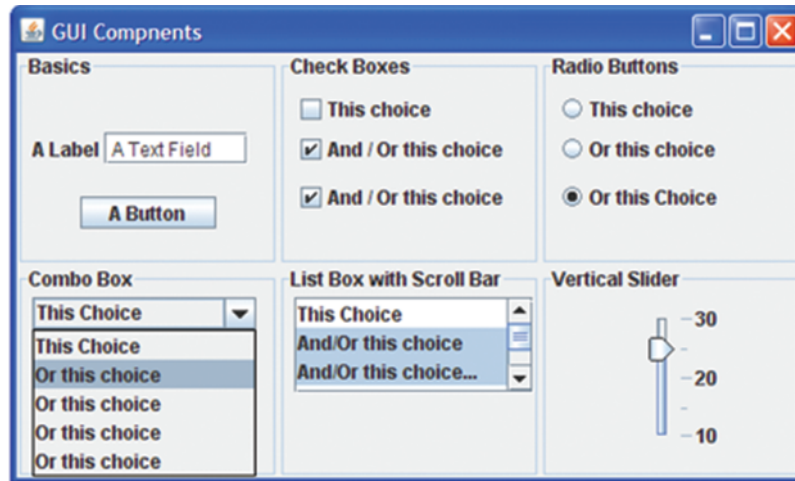 GUI Compnents
Basics
A Label A Text Field
A Button
Check Boxes
This choice
And / Or this choice
And / Or this choice
Radio Buttons
This choice
Or this choice
Or this Choice
Combo Box
This Choice
This Choice
Or this choice
Or this choice
Or this choice
Or this choice
List Box with Scroll Bar
This Choice
And/Or this choice
And/Or this choice...
Vertical Slider
30
20
10